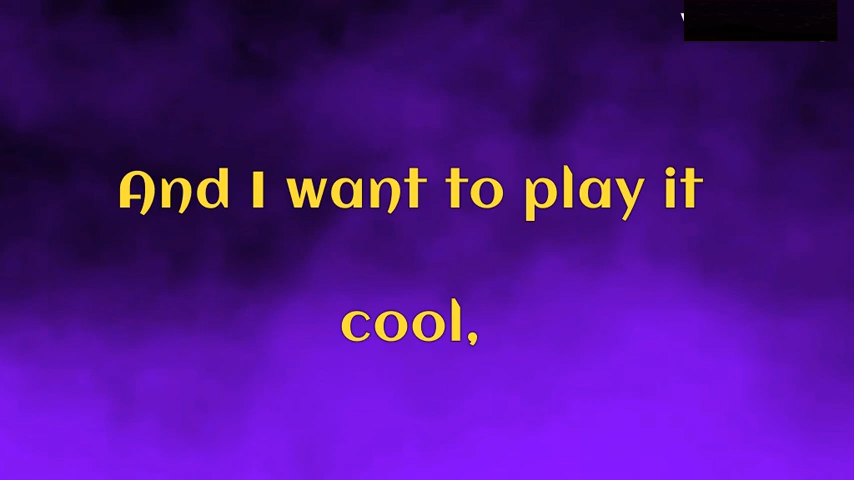 And I want to play it
cool,